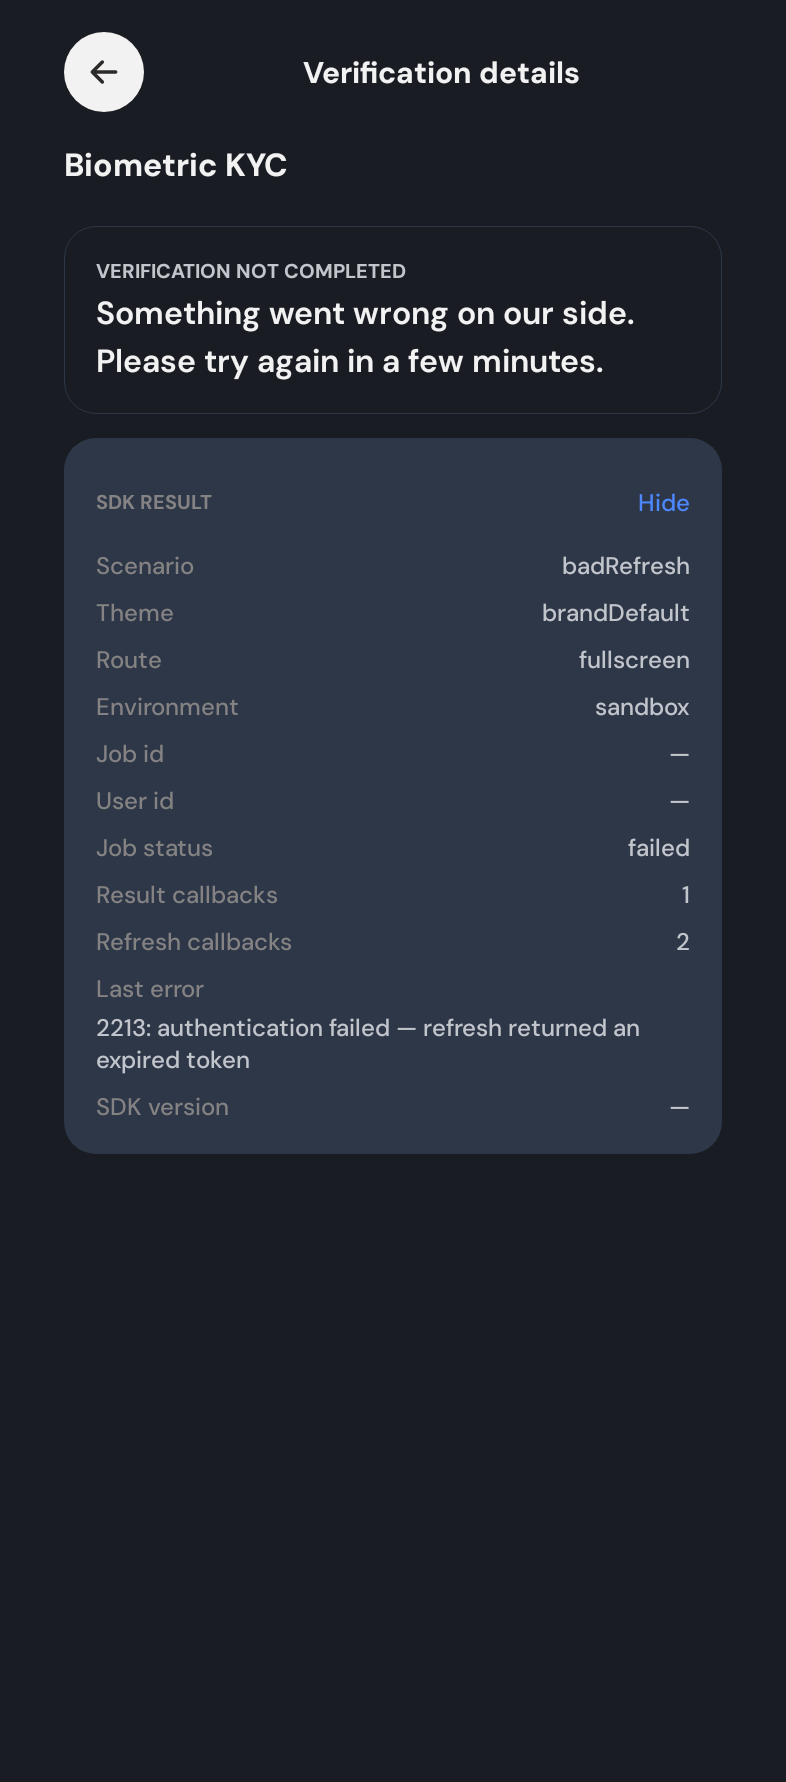 Verification details
Biometric KYC
VERIFICATION NOT COMPLETED
Something went wrong on our side.
Please try again in a few minutes.
SDK RESULT Hide
Scenario badRefresh
Theme brandDefault
Route fullscreen
Environment sandbox
Job id —
User id —
Job status failed
Result callbacks 1
Refresh callbacks 2
Last error
2213: authentication failed — refresh returned an
expired token
SDK version —